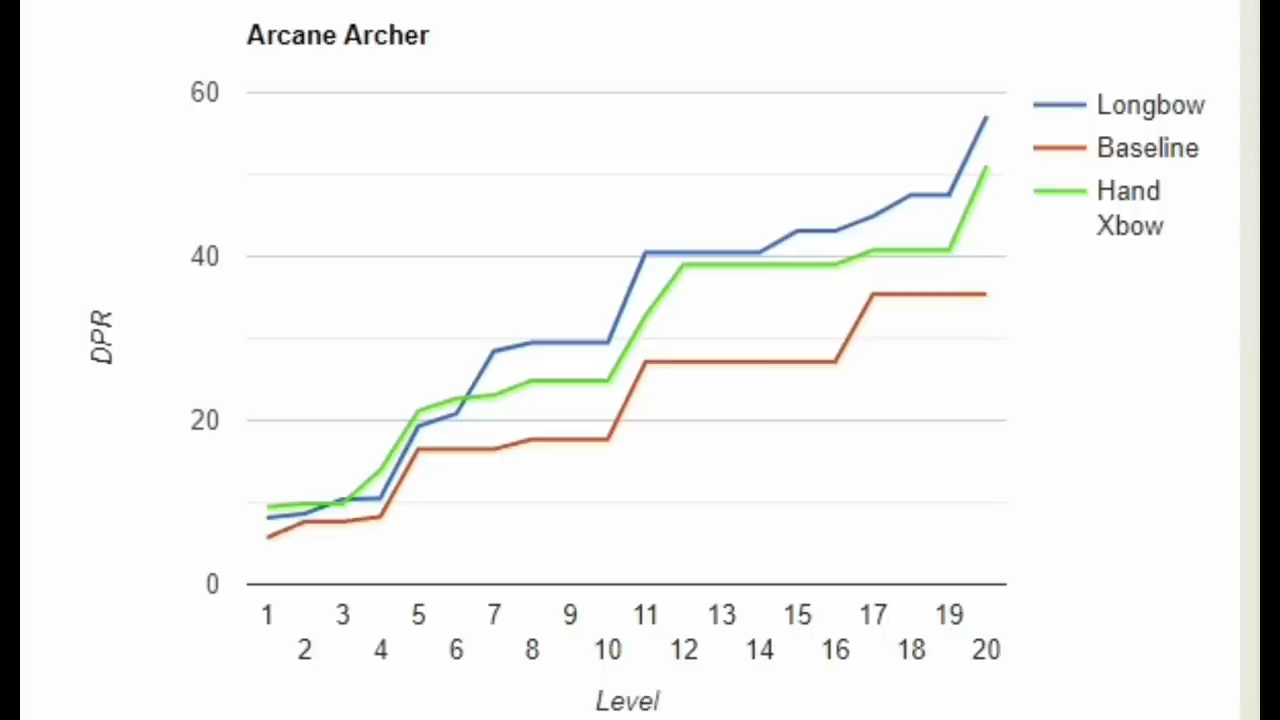 Arcane Archer
60
40
20
0
DPR
Longbow
Baseline
Hand
Xbow
1 3 5 7 9 11 13 15 17 19
2 4 6 8 10 12 14 16 18 20
Level